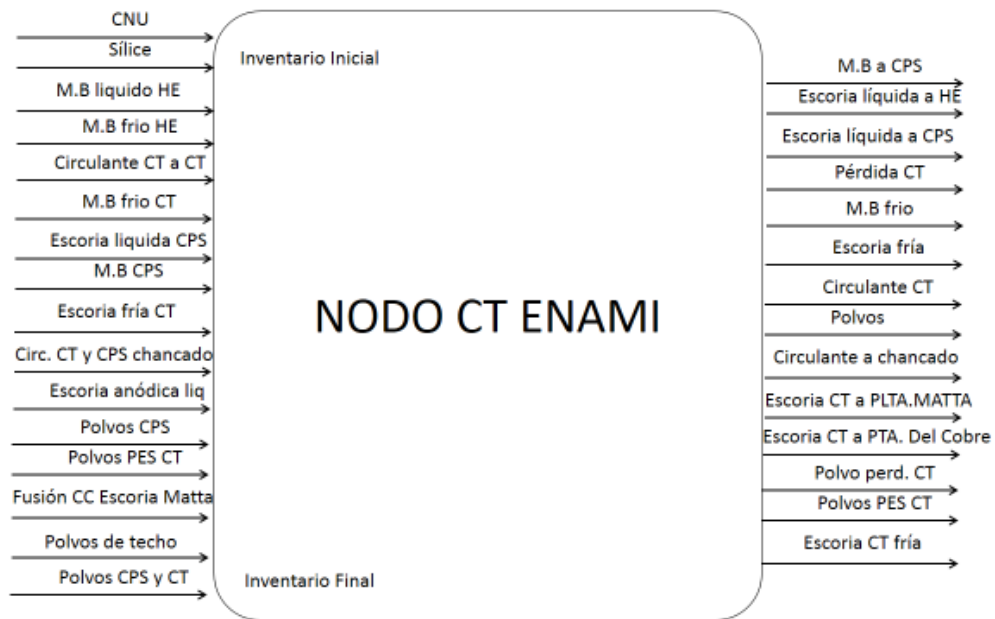 CNU
Sílice
M.B liquido HE
M.B frio HE
Circulante CT a CT
M.B frio CT
Escoria liquida CPS
M.B CPS
Escoria fría CT
Circ. CT y CPS chancado
Escoria anódica liq
Polvos CPS
Polvos PES CT
Fusión CC Escoria Matta
Polvos de techo
Polvos CPS y CT
Inventario Inicial
NODO CT ENAMI
Inventario Final
M.B a CPS
Escoria líquida a HE
Escoria líquida a CPS
Pérdida CT
M.B frio
Escoria fría
Circulante CT
Polvos
Circulante a chancado
Escoria CT a PLTA.MATTA
Escoria CT a PTA. Del Cobre
Polvo perd. CT
Polvos PES CT
Escoria CT fría